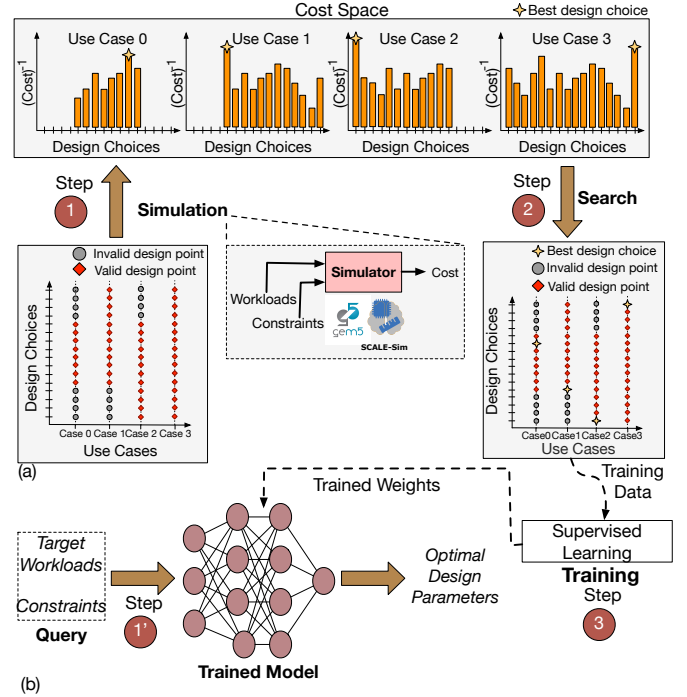 Cost Space
Best design choice
Use Case 0
Use Case 1
Use Case 2
Use Case 3
(Cost)-1
(Cost)-1
(Cost)-1
(Cost)-1
Design Choices
Design Choices
Design Choices
Design Choices
Step
1
Simulation
Step
2
Search
Invalid design point
Valid design point
Design Choices
Case 0 Case 1 Case 2 Case 3
Use Cases
(a)
Simulator
Cost
Workloads
Constraints
gem5
SCALE-Sim
Best design choice
Invalid design point
Valid design point
Design Choices
Case0 Case1 Case2 Case3
Use Cases
Training
Data
Trained Weights
Supervised
Learning
Training
Step
3
Target
Workloads
Constraints
Query
Step
1'
Trained Model
Optimal
Design
Parameters
(b)